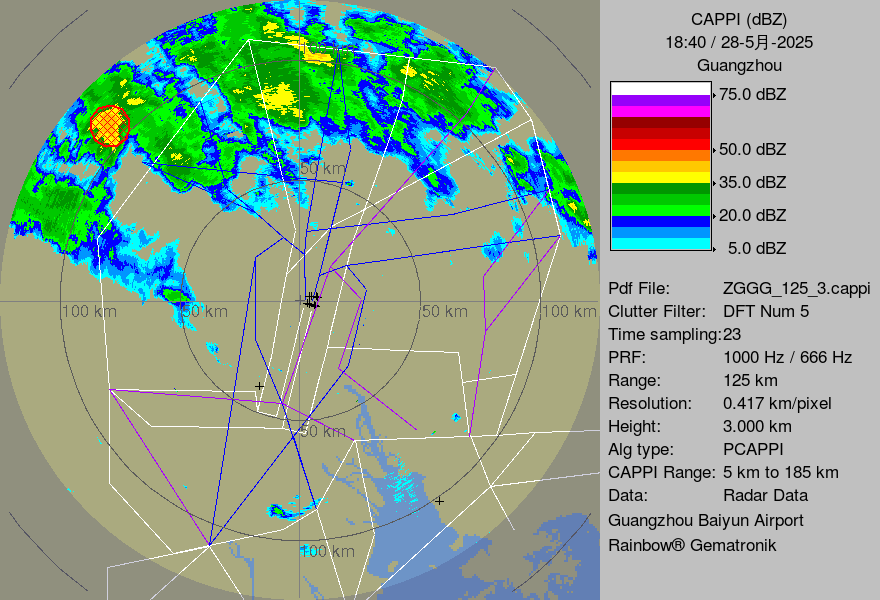 CAPPI (dBZ)
18:40 / 28-5月-2025
Guangzhou
75.0 dBZ
50.0 dBZ
35.0 dBZ
20.0 dBZ
5.0 dBZ
Pdf File: ZGGG_125_3.cappi
Clutter Filter: DFT Num 5
Time sampling:23
PRF: 1000 Hz / 666 Hz
Range: 125 km
Resolution: 0.417 km/pixel
Height: 3.000 km
Alg type: PCAPPI
CAPPI Range: 5 km to 185 km
Data: Radar Data
Guangzhou Baiyun Airport
Rainbow® Gematronik
50 km
100 km
50 km
50 km
100 km
50 km
100 km